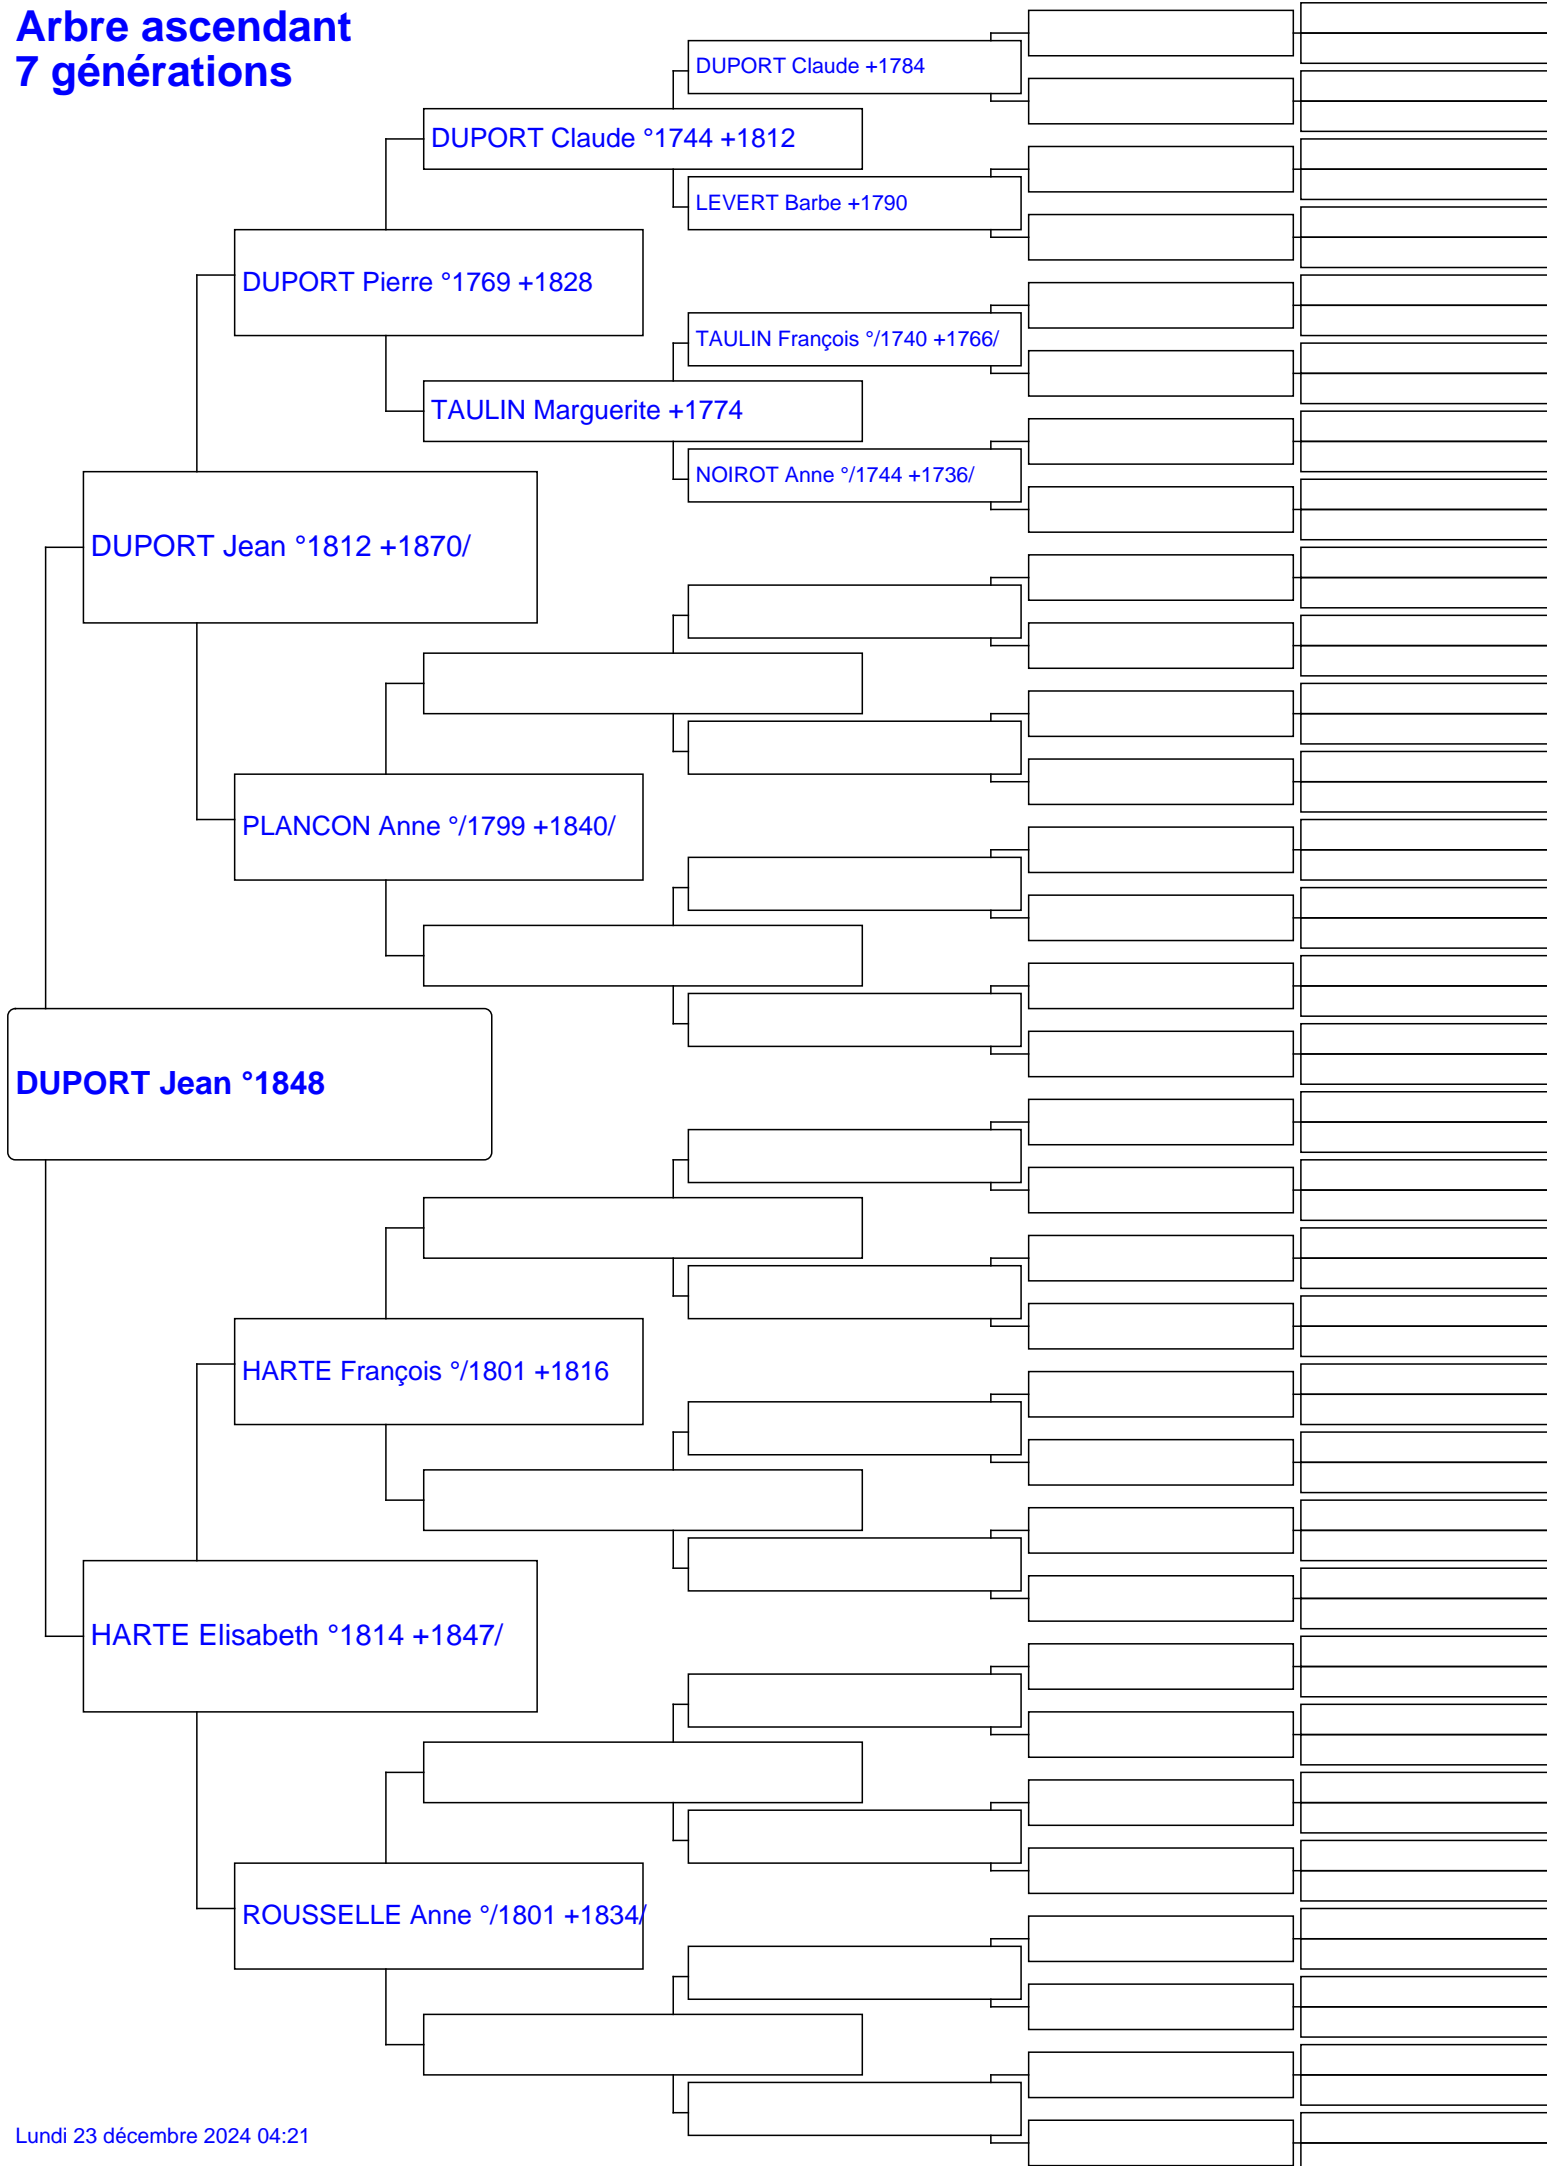 Arbre ascendant
7 générations
DUPORT Claude +1784
DUPORT Claude °1744 +1812
LEVERT Barbe +1790
DUPORT Pierre °1769 +1828
TAULIN François °/1740 +1766/
TAULIN Marguerite +1774
NOIROT Anne °/1744 +1736/
DUPORT Jean °1812 +1870/
PLANCON Anne °/1799 +1840/
DUPORT Jean °1848
HARTE François °/1801 +1816
HARTE Elisabeth °1814 +1847/
ROUSSELLE Anne °/1801 +1834/
Lundi 23 décembre 2024 04:21